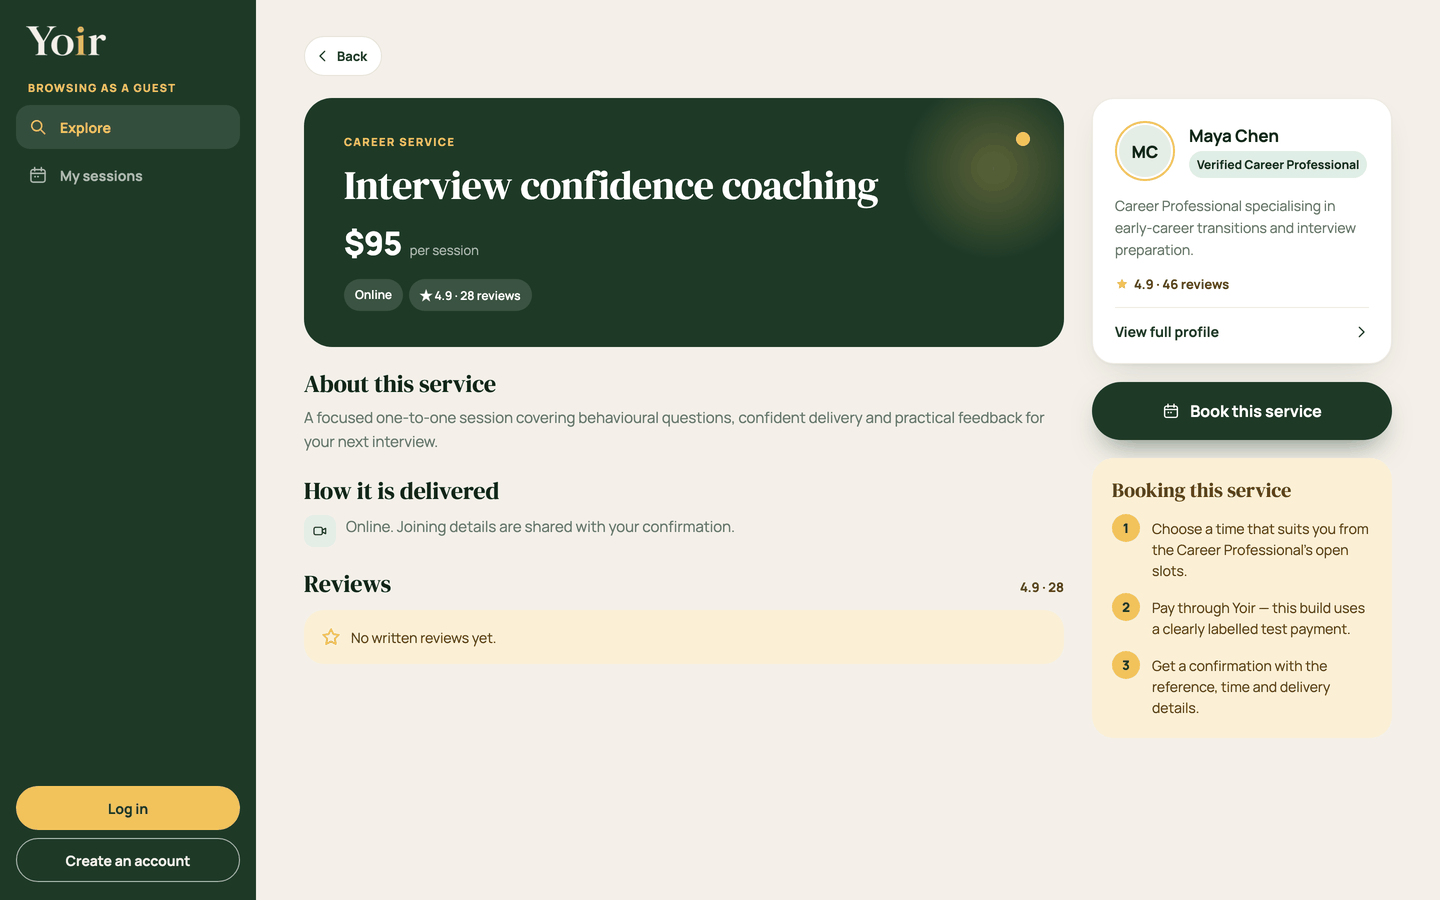 Yoir
BROWSING AS A GUEST
Explore
My sessions
Log in
Create an account
Back
CAREER SERVICE
Interview confidence coaching
$95 per session
Online
★ 4.9 · 28 reviews
About this service
A focused one-to-one session covering behavioural questions, confident delivery and practical feedback for
your next interview.
How it is delivered
Online. Joining details are shared with your confirmation.
Reviews
4.9 · 28
No written reviews yet.
MC
Maya Chen
Verified Career Professional
Career Professional specialising in
early-career transitions and interview
preparation.
4.9 · 46 reviews
View full profile
Book this service
Booking this service
1 Choose a time that suits you from
the Career Professional's open
slots.
2 Pay through Yoir — this build uses
a clearly labelled test payment.
3 Get a confirmation with the
reference, time and delivery
details.